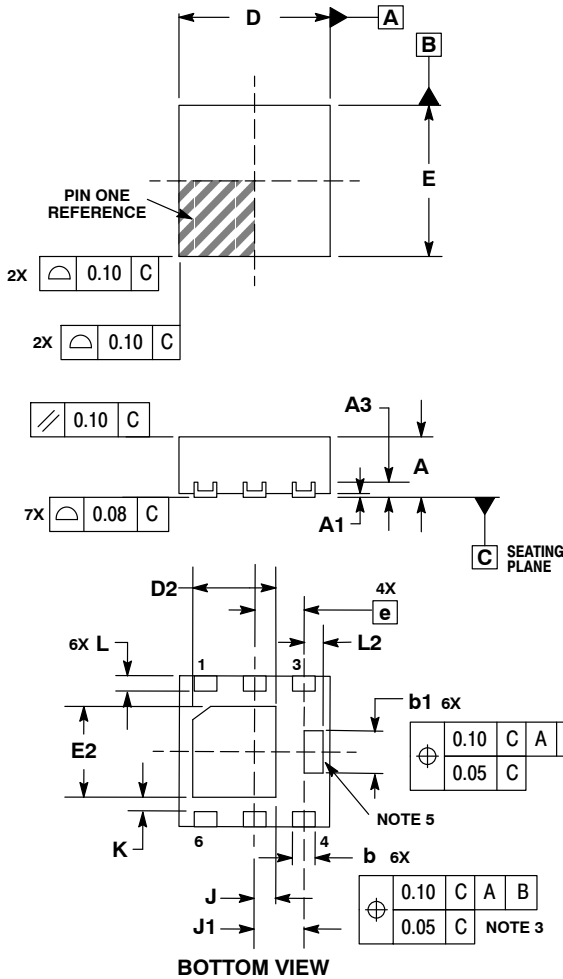 D
A
B
E
PIN ONE
REFERENCE
2X ⌓ 0.10 C
2X ⌓ 0.10 C
// 0.10 C
A3
A
7X ⌓ 0.08 C
A1
C SEATING
PLANE
D2
4X
e
6X L
L2
1
3
b1 6X
⌖ 0.10 C A
0.05 C
E2
NOTE 5
K
6
4
b 6X
J
⌖ 0.10 C A B
0.05 C NOTE 3
J1
BOTTOM VIEW